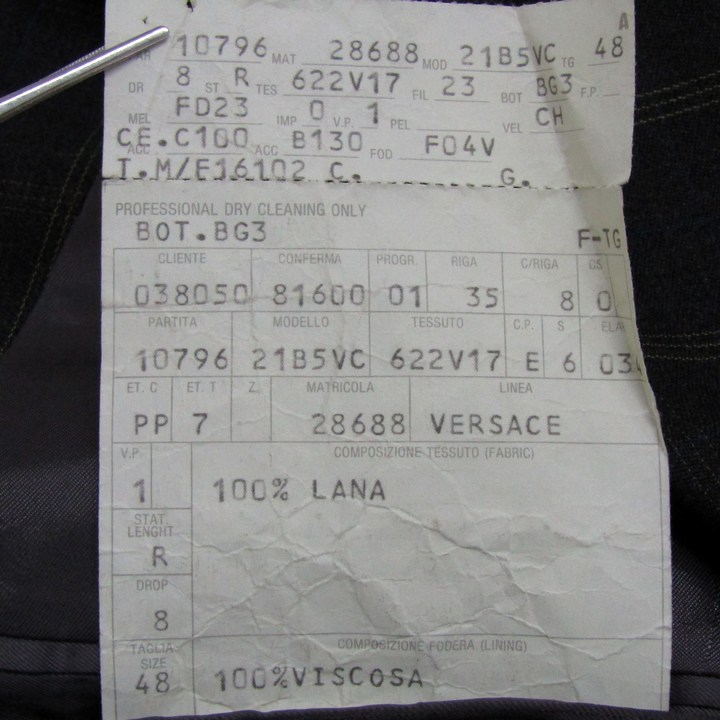 A
PAR 10796 MAT 28688 MOD 21B5VC TG 48
DR 8 ST R TES 622V17 FIL 23 BOT BG3 F.P.
MEL FD23 IMP 0 V.P. 1 PEL VEL CH
ACC CE.C100 ACC B130 FOD F04V
T.M/E16102 C. G.
PROFESSIONAL DRY CLEANING ONLY
BOT.BG3 F-TG
CLIENTE CONFERMA PROGR. RIGA C/RIGA CS
038050 81600 01 35 8 0
PARTITA MODELLO TESSUTO C.P. S
10796 21B5VC 622V17 E 6
ET. C ET. T Z. MATRICOLA LINEA
PP 7 28688 VERSACE
V.P. COMPOSIZIONE TESSUTO (FABRIC)
1 100% LANA
STAT.
LENGHT
R
DROP
8
TAGLIA COMPOSIZIONE FODERA (LINING)
SIZE
48 100%VISCOSA